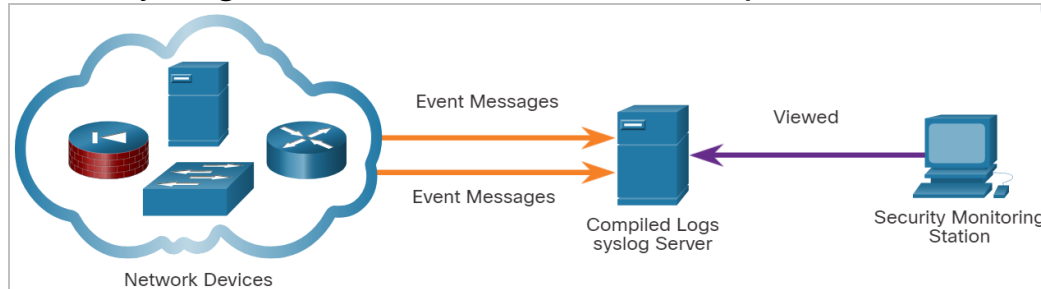 Event Messages
Viewed
Event Messages
Compiled Logs
syslog Server
Security Monitoring
Station
Network Devices